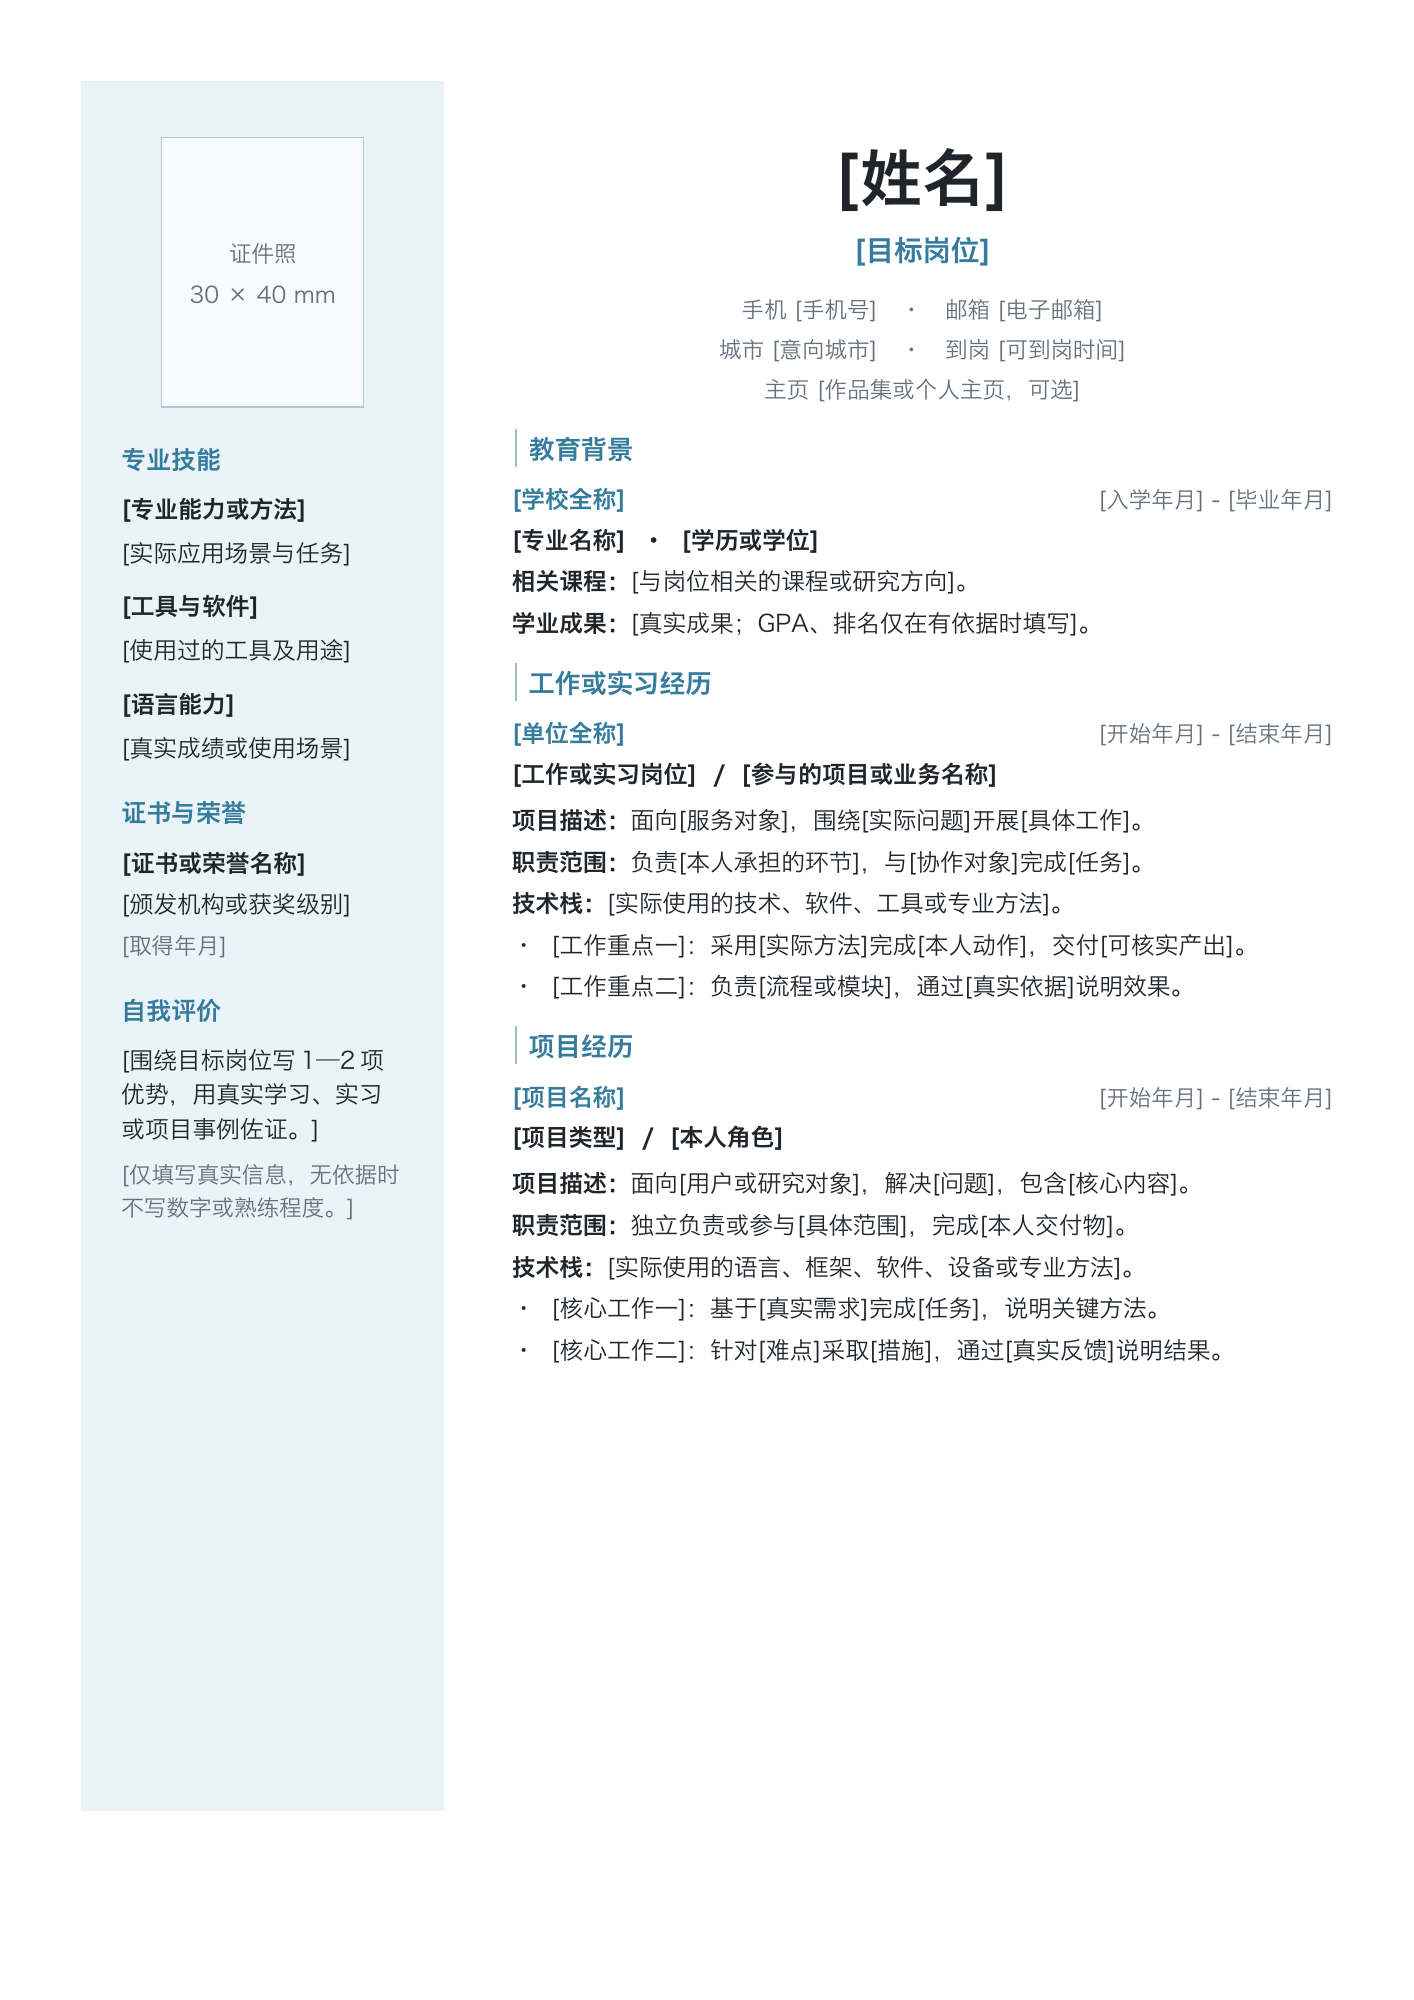 证件照
30 × 40 mm
专业技能
[专业能力或方法]
[实际应用场景与任务]
[工具与软件]
[使用过的工具及用途]
[语言能力]
[真实成绩或使用场景]
证书与荣誉
[证书或荣誉名称]
[颁发机构或获奖级别]
[取得年月]
自我评价
[围绕目标岗位写 1—2 项
优势，用真实学习、实习
或项目事例佐证。]
[仅填写真实信息，无依据时
不写数字或熟练程度。]
[姓名]
[目标岗位]
手机 [手机号] · 邮箱 [电子邮箱]
城市 [意向城市] · 到岗 [可到岗时间]
主页 [作品集或个人主页，可选]
教育背景
[学校全称] [入学年月] - [毕业年月]
[专业名称] · [学历或学位]
相关课程：[与岗位相关的课程或研究方向]。
学业成果：[真实成果；GPA、排名仅在有依据时填写]。
工作或实习经历
[单位全称] [开始年月] - [结束年月]
[工作或实习岗位] / [参与的项目或业务名称]
项目描述：面向[服务对象]，围绕[实际问题]开展[具体工作]。
职责范围：负责[本人承担的环节]，与[协作对象]完成[任务]。
技术栈：[实际使用的技术、软件、工具或专业方法]。
· [工作重点一]：采用[实际方法]完成[本人动作]，交付[可核实产出]。
· [工作重点二]：负责[流程或模块]，通过[真实依据]说明效果。
项目经历
[项目名称] [开始年月] - [结束年月]
[项目类型] / [本人角色]
项目描述：面向[用户或研究对象]，解决[问题]，包含[核心内容]。
职责范围：独立负责或参与[具体范围]，完成[本人交付物]。
技术栈：[实际使用的语言、框架、软件、设备或专业方法]。
· [核心工作一]：基于[真实需求]完成[任务]，说明关键方法。
· [核心工作二]：针对[难点]采取[措施]，通过[真实反馈]说明结果。